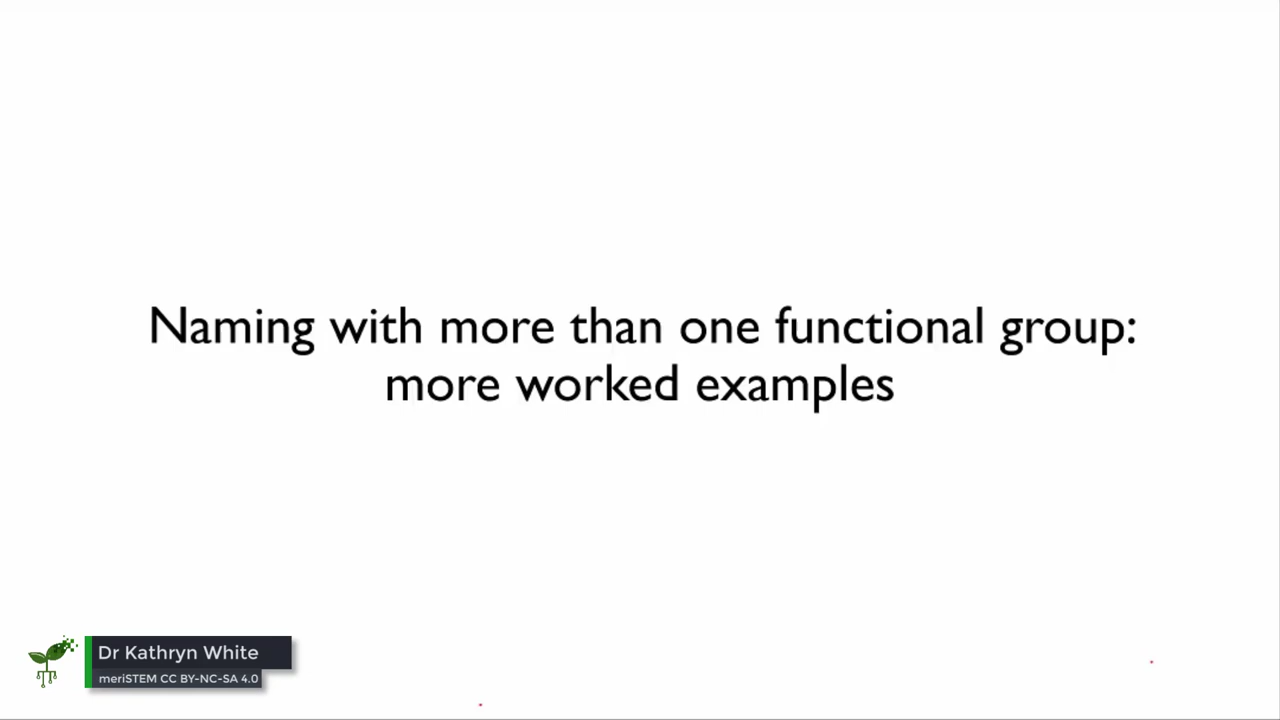 Naming with more than one functional group:
more worked examples
Dr Kathryn White
meriSTEM CC BY-NC-SA 4.0